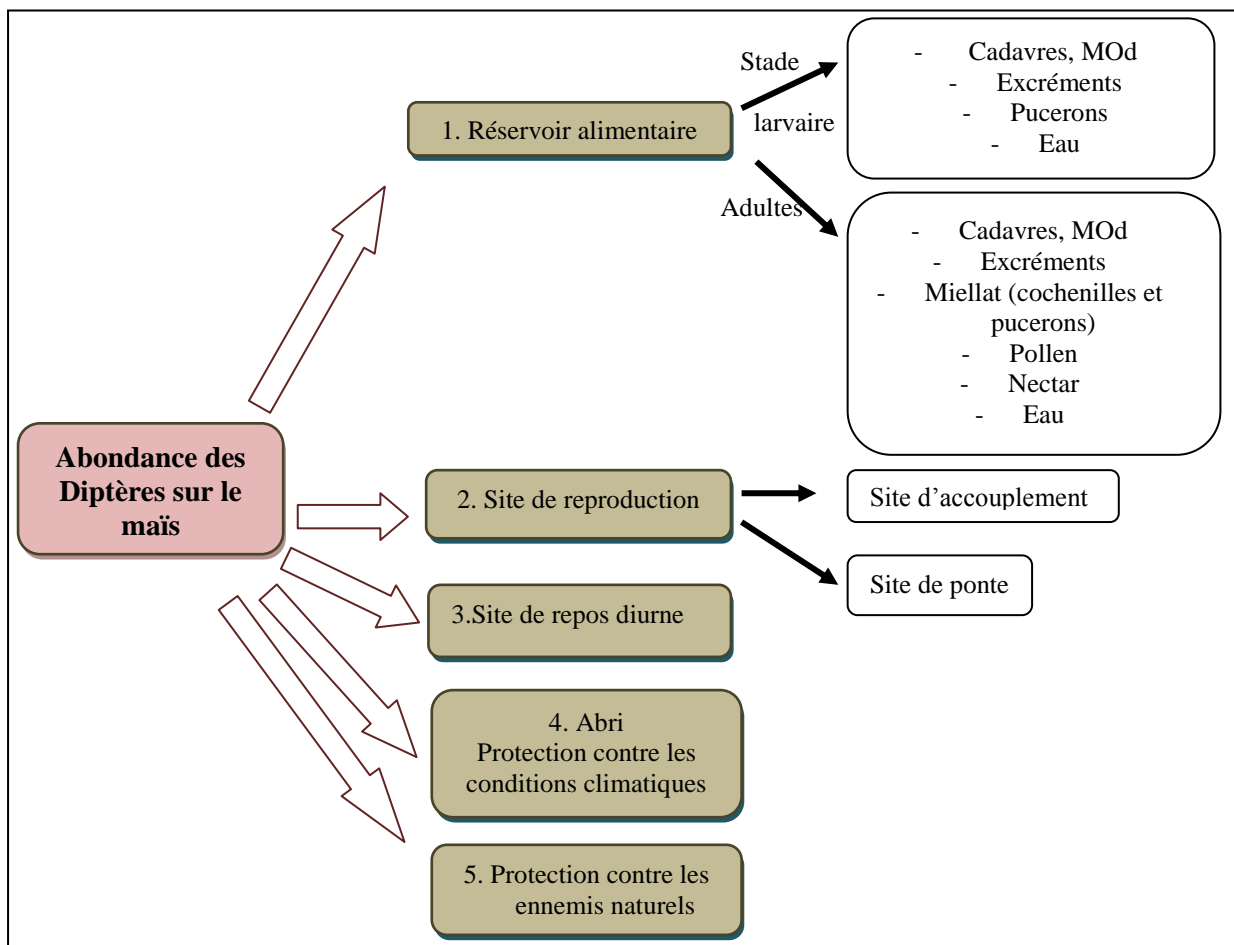 Stade
larvaire
- Cadavres, MOd
- Excréments
- Pucerons
- Eau
1. Réservoir alimentaire
Adultes
- Cadavres, MOd
- Excréments
- Miellat (cochenilles et
pucerons)
- Pollen
- Nectar
- Eau
Abondance des
Diptères sur le
maïs
2. Site de reproduction
Site d'accouplement
Site de ponte
3.Site de repos diurne
4. Abri
Protection contre les
conditions climatiques
5. Protection contre les
ennemis naturels